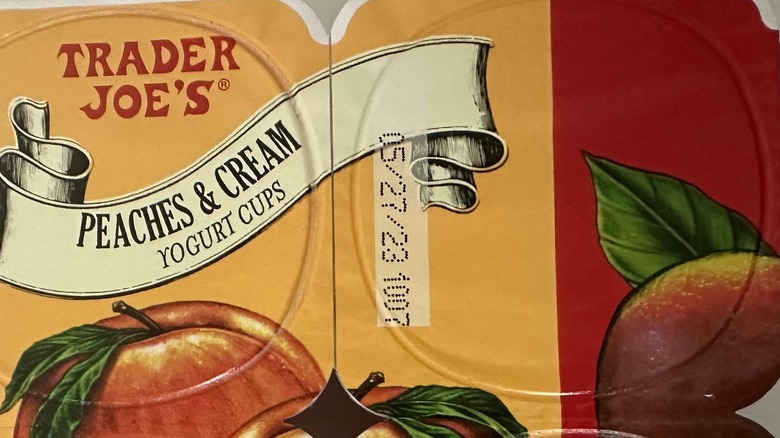 TRADER
JOE'S®
PEACHES & CREAM
YOGURT CUPS
05/27/23 1007